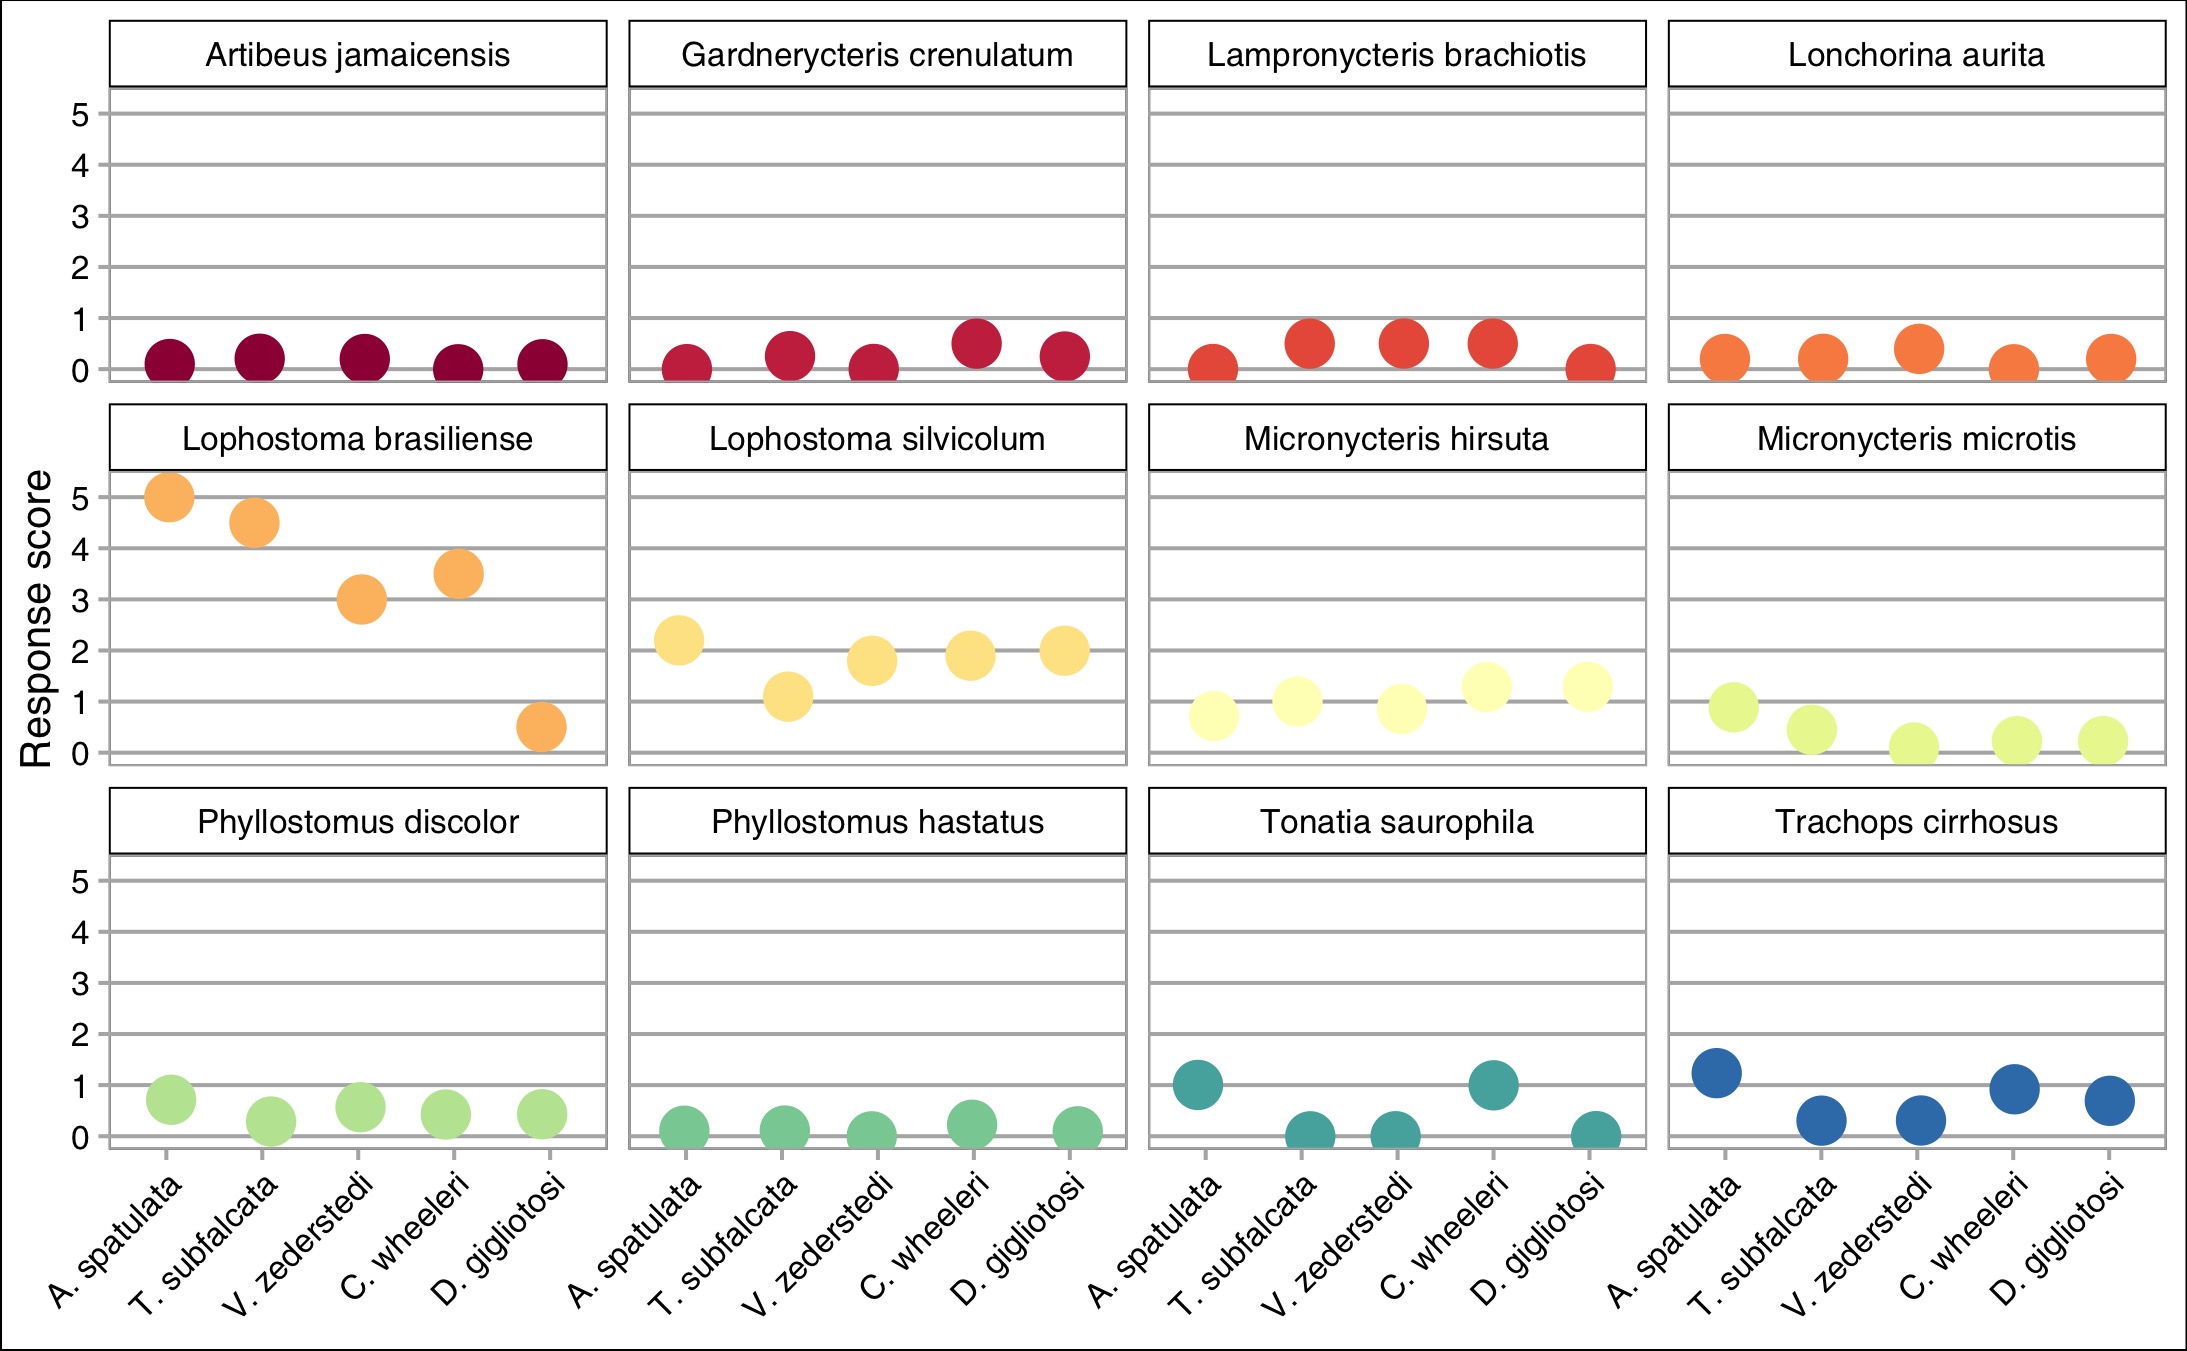 Artibeus jamaicensis
Gardnerycteris crenulatum
Lampronycteris brachiotis
Lonchorina aurita
5
4
3
2
1
0
Response score
Lophostoma brasiliense
Lophostoma silvicolum
Micronycteris hirsuta
Micronycteris microtis
5
4
3
2
1
0
Phyllostomus discolor
Phyllostomus hastatus
Tonatia saurophila
Trachops cirrhosus
5
4
3
2
1
0
A. spatulata
T. subfalcata
V. zederstedi
C. wheeleri
D. gigliotosi
A. spatulata
T. subfalcata
V. zederstedi
C. wheeleri
D. gigliotosi
A. spatulata
T. subfalcata
V. zederstedi
C. wheeleri
D. gigliotosi
A. spatulata
T. subfalcata
V. zederstedi
C. wheeleri
D. gigliotosi